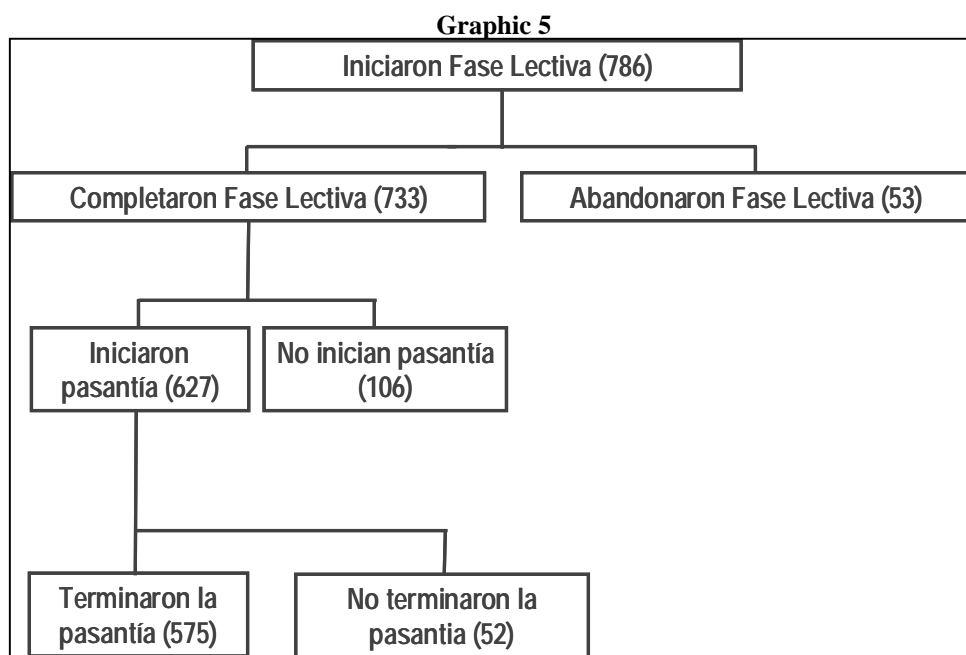 Graphic 5
Iniciaron Fase Lectiva (786)
Completaron Fase Lectiva (733)
Abandonaron Fase Lectiva (53)
Iniciaron
pasantía (627)
No inician pasantía
(106)
Terminaron la
pasantía (575)
No terminaron la
pasantia (52)